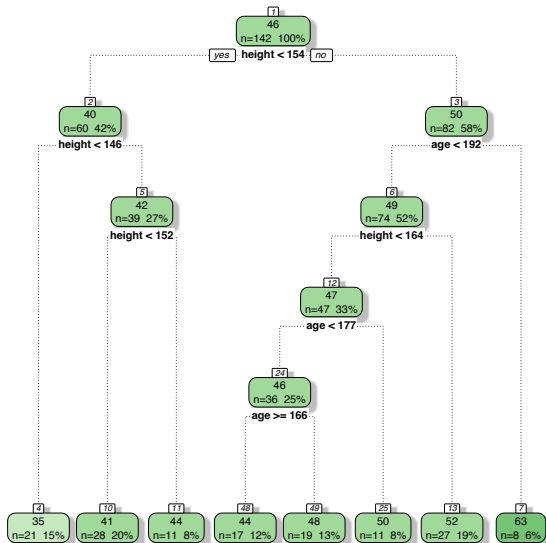 1
46
n=142 100%
yes height < 154 no
2
40
n=60 42%
height < 146
3
50
n=82 58%
age < 192
5
42
n=39 27%
height < 152
6
49
n=74 52%
height < 164
12
47
n=47 33%
age < 177
24
46
n=36 25%
age >= 166
4
35
n=21 15%
10
41
n=28 20%
11
44
n=11 8%
48
44
n=17 12%
49
48
n=19 13%
25
50
n=11 8%
13
52
n=27 19%
7
63
n=8 6%